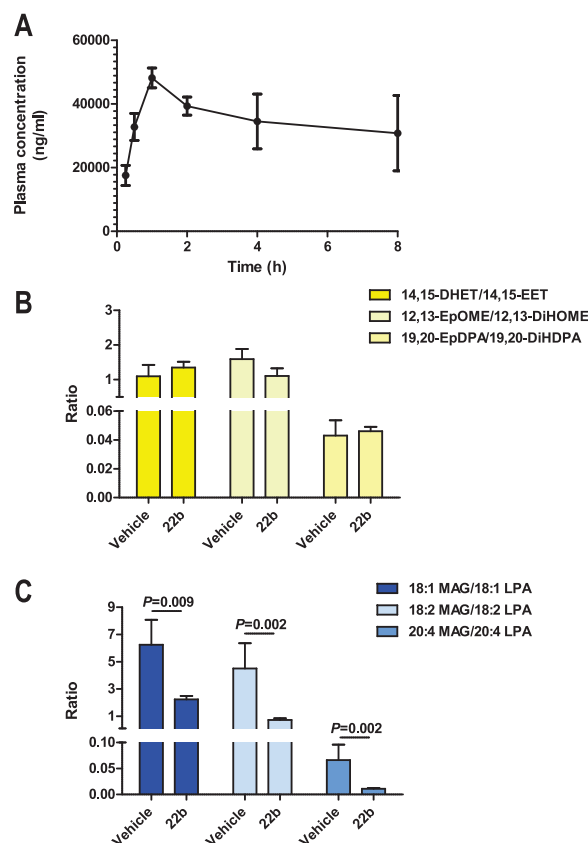 A
Plasma concentration
(ng/ml)
60000
40000
20000
0
0
2
4
6
8
Time (h)
B
14,15-DHET/14,15-EET
12,13-EpOME/12,13-DiHOME
19,20-EpDPA/19,20-DiHDPA
Ratio
3
2
1
0.06
0.04
0.02
0.00
Vehicle
22b
Vehicle
22b
Vehicle
22b
C
18:1 MAG/18:1 LPA
18:2 MAG/18:2 LPA
20:4 MAG/20:4 LPA
Ratio
9
7
5
3
1
0.10
0.05
0.00
P=0.009
P=0.002
P=0.002
Vehicle
22b
Vehicle
22b
Vehicle
22b